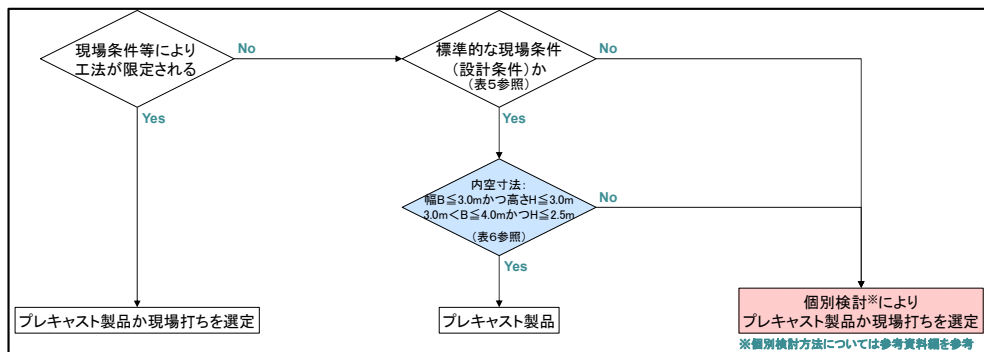 現場条件等により
工法が限定される
No
標準的な現場条件
(設計条件)か
(表5参照)
No
Yes
Yes
内空寸法:
幅B≦3.0mかつ高さH≦3.0m
3.0m<B≦4.0mかつH≦2.5m
(表6参照)
No
Yes
プレキャスト製品か現場打ちを選定
プレキャスト製品
個別検討※により
プレキャスト製品か現場打ちを選定
※個別検討方法については参考資料編を参考